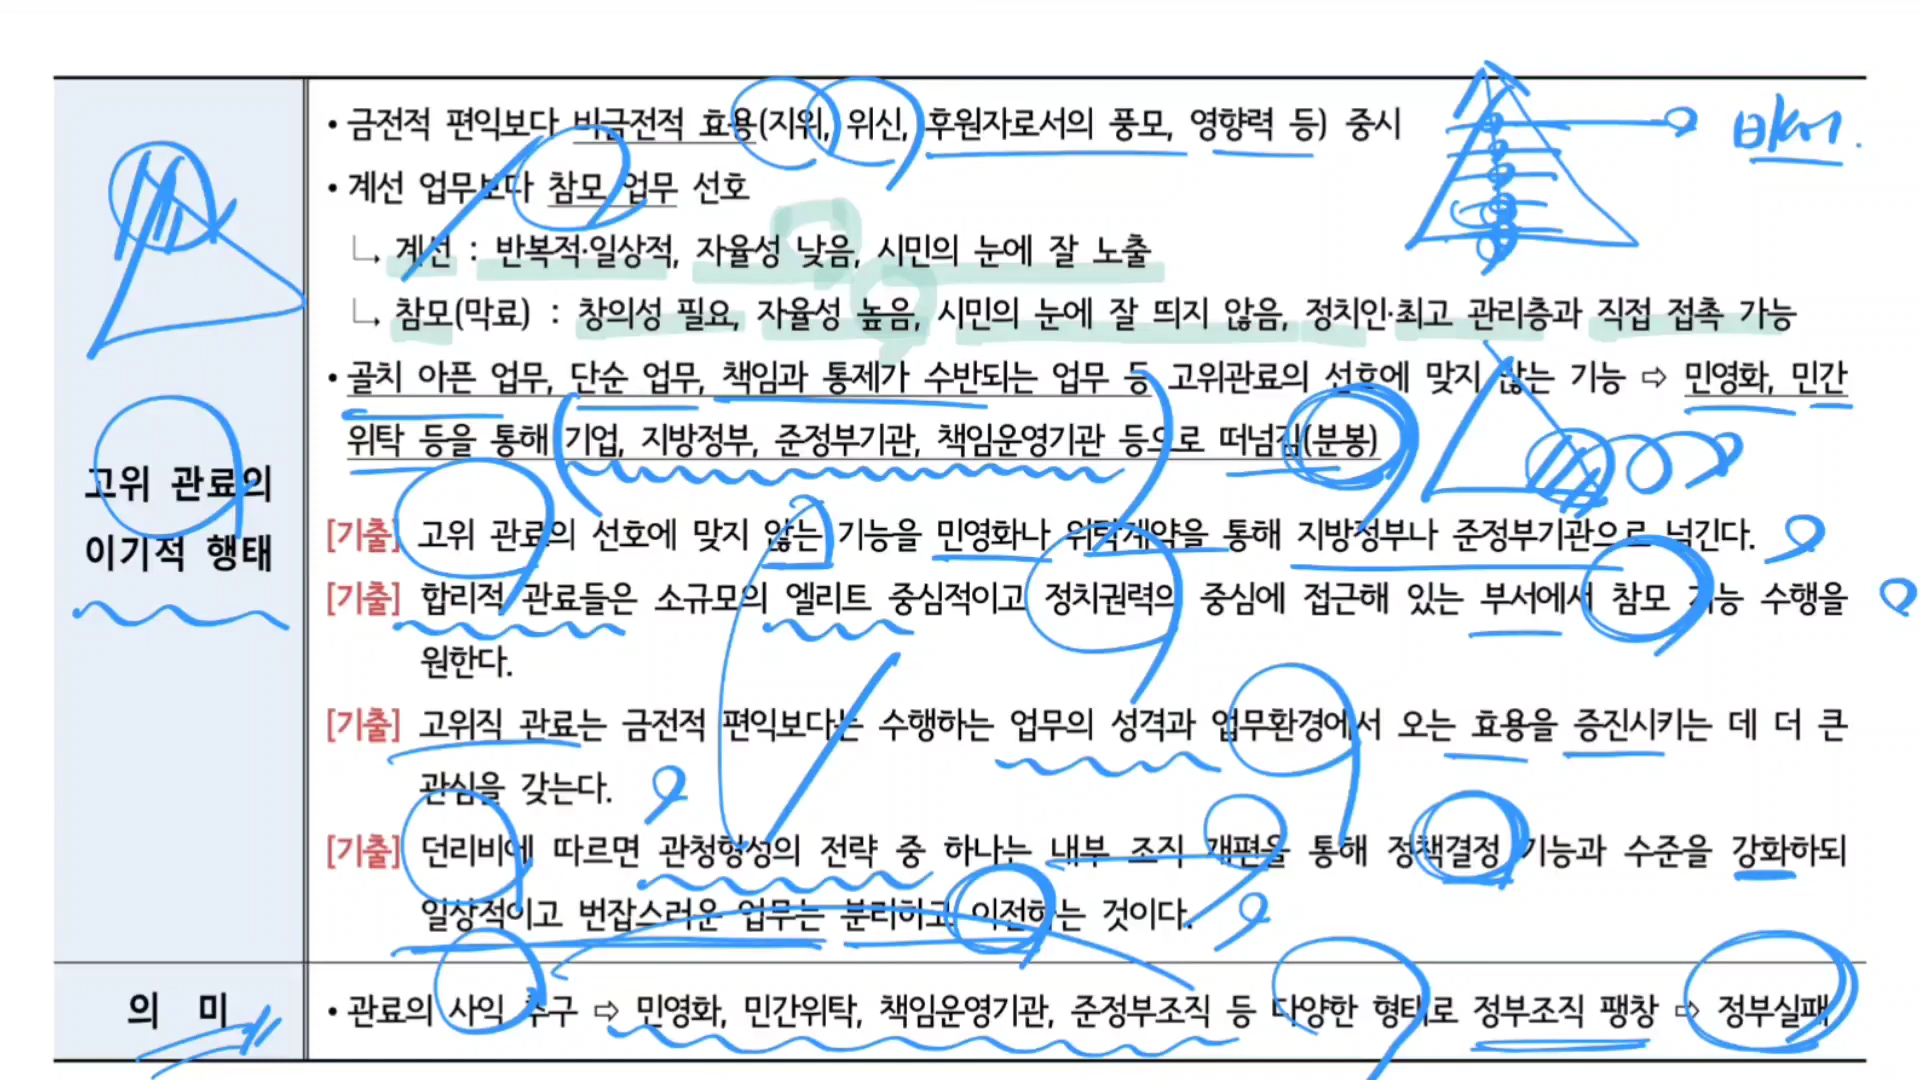 • 금전적 편익보다 비금전적 효용(지위, 위신, 후원자로서의 풍모, 영향력 등) 중시
• 계선 업무보다 참모 업무 선호
↳ 계선 : 반복적·일상적, 자율성 낮음, 시민의 눈에 잘 노출
↳ 참모(막료) : 창의성 필요, 자율성 높음, 시민의 눈에 잘 띄지 않음, 정치인·최고 관리층과 직접 접촉 가능
• 골치 아픈 업무, 단순 업무, 책임과 통제가 수반되는 업무 등 고위관료의 선호에 맞지 않는 기능 ⇨ 민영화, 민간
위탁 등을 통해 기업, 지방정부, 준정부기관, 책임운영기관 등으로 떠넘김(분봉)
고위 관료의
이기적 행태
[기출] 고위 관료의 선호에 맞지 않는 기능을 민영화나 위탁계약을 통해 지방정부나 준정부기관으로 넘긴다.
[기출] 합리적 관료들은 소규모의 엘리트 중심적이고 정치권력의 중심에 접근해 있는 부서에서 참모 기능 수행을
원한다.
[기출] 고위직 관료는 금전적 편익보다는 수행하는 업무의 성격과 업무환경에서 오는 효용을 증진시키는 데 더 큰
관심을 갖는다.
[기출] 던리비에 따르면 관청형성의 전략 중 하나는 내부 조직 개편을 통해 정책결정 기능과 수준을 강화하되
일상적이고 번잡스러운 업무는 분리하고 이전하는 것이다.
의 미
• 관료의 사익 추구 ⇨ 민영화, 민간위탁, 책임운영기관, 준정부조직 등 다양한 형태로 정부조직 팽창 ⇨ 정부실패